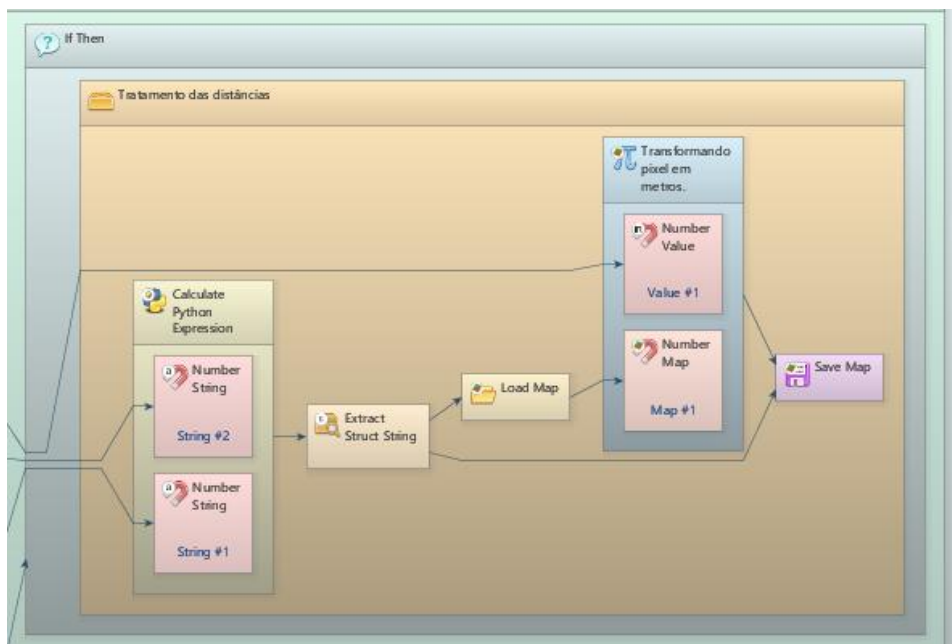 If Then
Tratamento das distâncias
Transformando
pixel em
metros.
Number
Value
Value #1
Calculate
Python
Expression
Number
Map
Map #1
Number
String
String #2
Load Map
Save Map
Extract
Struct String
Number
String
String #1